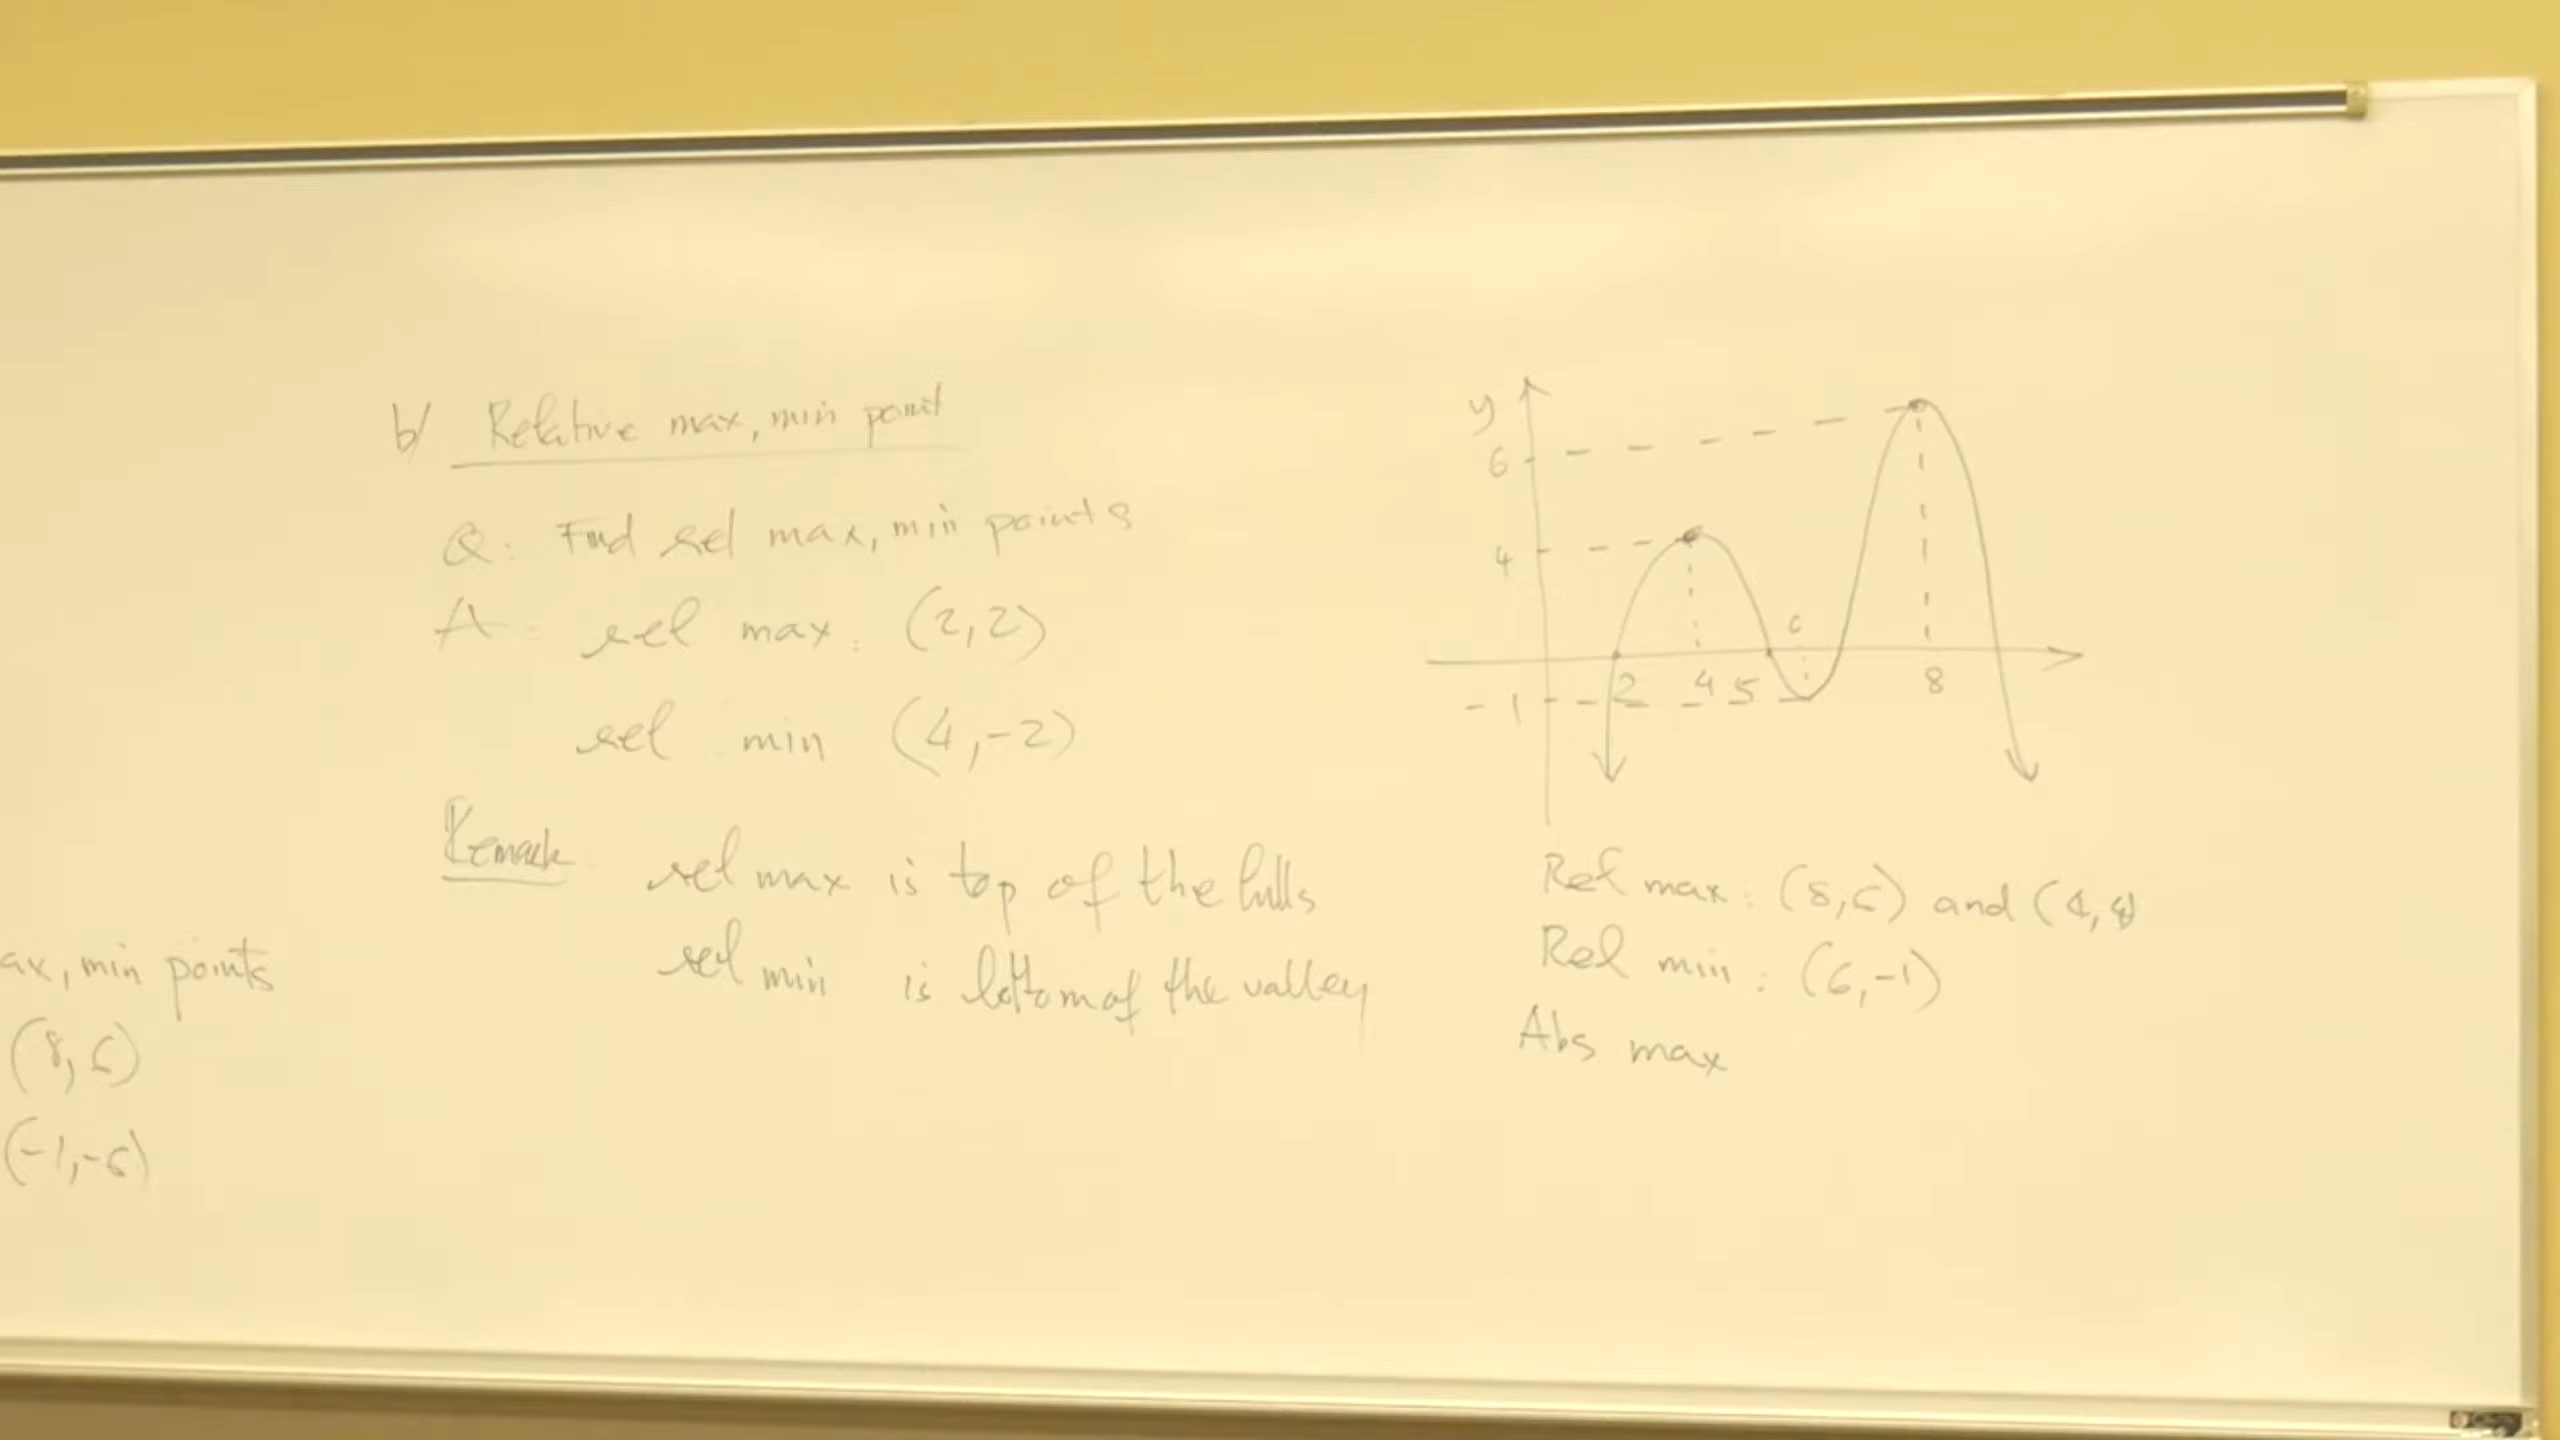 ax, min points
(8,6)
(-1,-6)
b/ Relative max, min point
Q: Find rel max, min points
A: rel max: (2,2)
rel min (4,-2)
Remark: rel max is top of the hills
rel min is bottom of the valley
y
6
4
6
-1
2
4
5
8
Rel max: (8,6) and (4,4)
Rel min: (6,-1)
Abs max